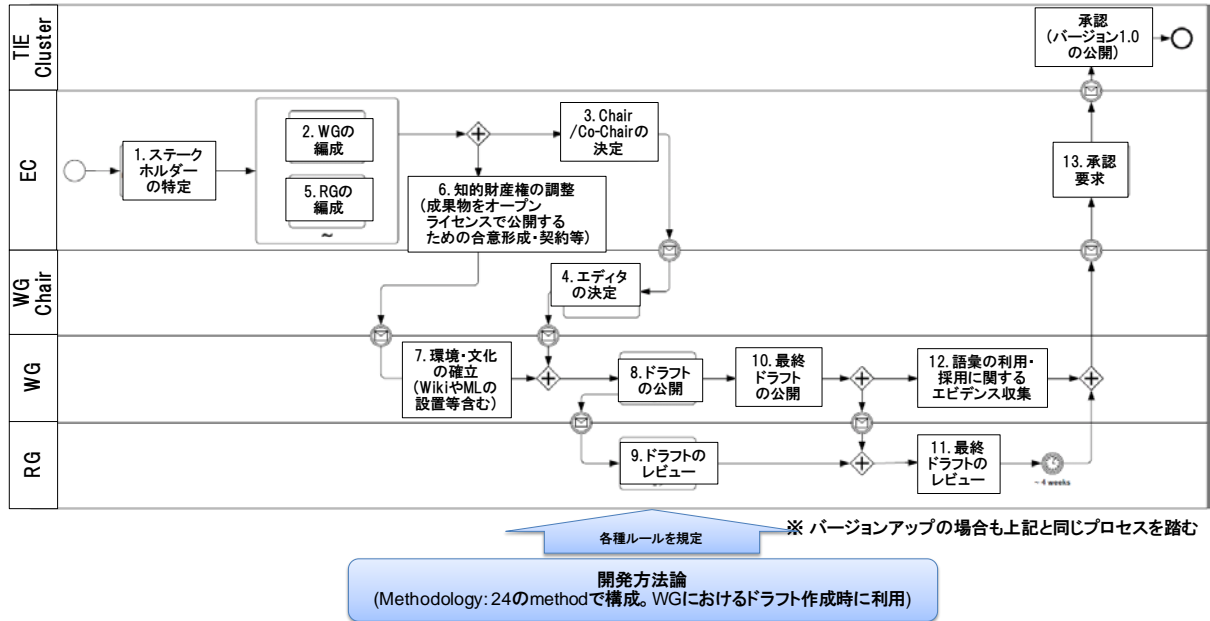 TIE
Cluster
承認
(バージョン1.0
の公開)
EC
1.ステーク
ホルダー
の特定
2.WGの
編成
5.RGの
編成
~
3.Chair
/Co-Chairの
決定
6.知的財産権の調整
(成果物をオープン
ライセンスで公開する
ための合意形成・契約等)
13.承認
要求
WG
Chair
4.エディタ
の決定
WG
7.環境・文化
の確立
(WikiやMLの
設置等含む)
8.ドラフト
の公開
10.最終
ドラフト
の公開
12.語彙の利用・
採用に関する
エビデンス収集
RG
9.ドラフトの
レビュー
11.最終
ドラフトの
レビュー
~ 4 weeks
※ バージョンアップの場合も上記と同じプロセスを踏む
各種ルールを規定
開発方法論
(Methodology: 24のmethodで構成。WGにおけるドラフト作成時に利用)